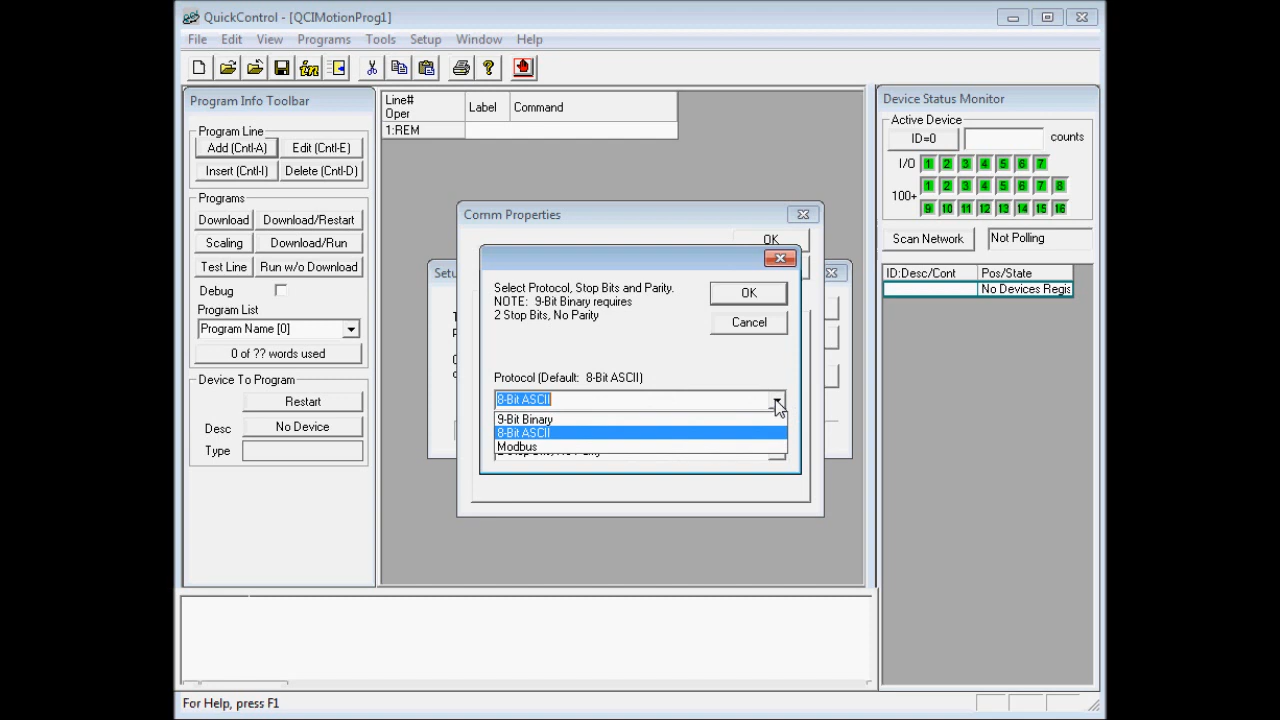 QuickControl - [QCIMotionProg1]
File Edit View Programs Tools Setup Window Help
Program Info Toolbar
Program Line
Add (Cntl-A) Edit (Cntl-E)
Insert (Cntl-I) Delete (Cntl-D)
Programs
Download Download/Restart
Scaling Download/Run
Test Line Run w/o Download
Debug
Program List
Program Name [0]
0 of ?? words used
Device To Program
Restart
Desc No Device
Type
Line#
Oper Label Command
1:REM
Comm Properties
OK
Setu
Select Protocol, Stop Bits and Parity.
NOTE: 9-Bit Binary requires
2 Stop Bits, No Parity
OK
Cancel
Protocol (Default: 8-Bit ASCII)
8-Bit ASCII
9-Bit Binary
8-Bit ASCII
Modbus
Device Status Monitor
Active Device
ID=0 counts
I/O 1 2 3 4 5 6 7
100+ 1 2 3 4 5 6 7 8
9 10 11 12 13 14 15 16
Scan Network Not Polling
ID:Desc/Cont Pos/State
No Devices Regis
For Help, press F1